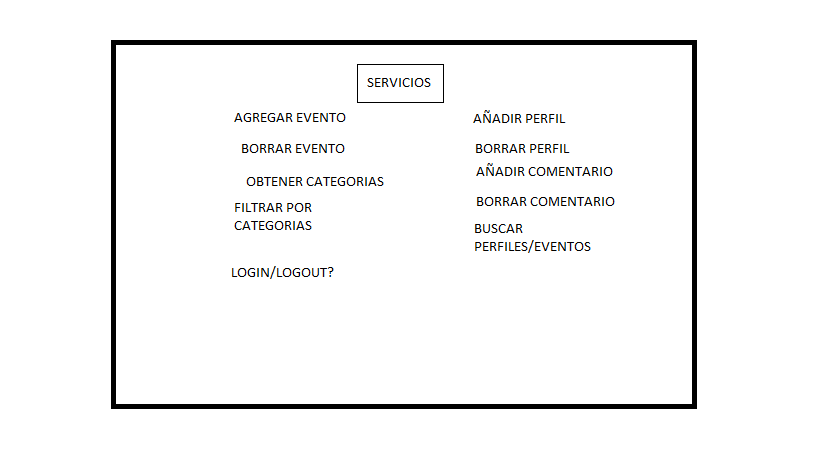 SERVICIOS
AGREGAR EVENTO
BORRAR EVENTO
OBTENER CATEGORIAS
FILTRAR POR
CATEGORIAS
LOGIN/LOGOUT?
AÑADIR PERFIL
BORRAR PERFIL
AÑADIR COMENTARIO
BORRAR COMENTARIO
BUSCAR
PERFILES/EVENTOS